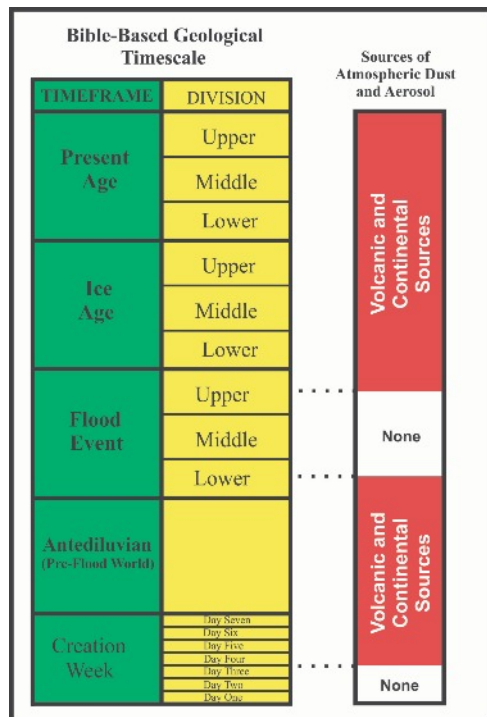 Bible-Based Geological
Timescale
Sources of
Atmospheric Dust
and Aerosol
TIMEFRAME
DIVISION
Present
Age
Upper
Middle
Lower
Ice
Age
Upper
Middle
Lower
Flood
Event
Upper
Middle
Lower
Antediluvian
(Pre-Flood World)
Creation
Week
Day Seven
Day Six
Day Five
Day Four
Day Three
Day Two
Day One
Volcanic and
Continental
Sources
None
Volcanic and
Continental
Sources
None